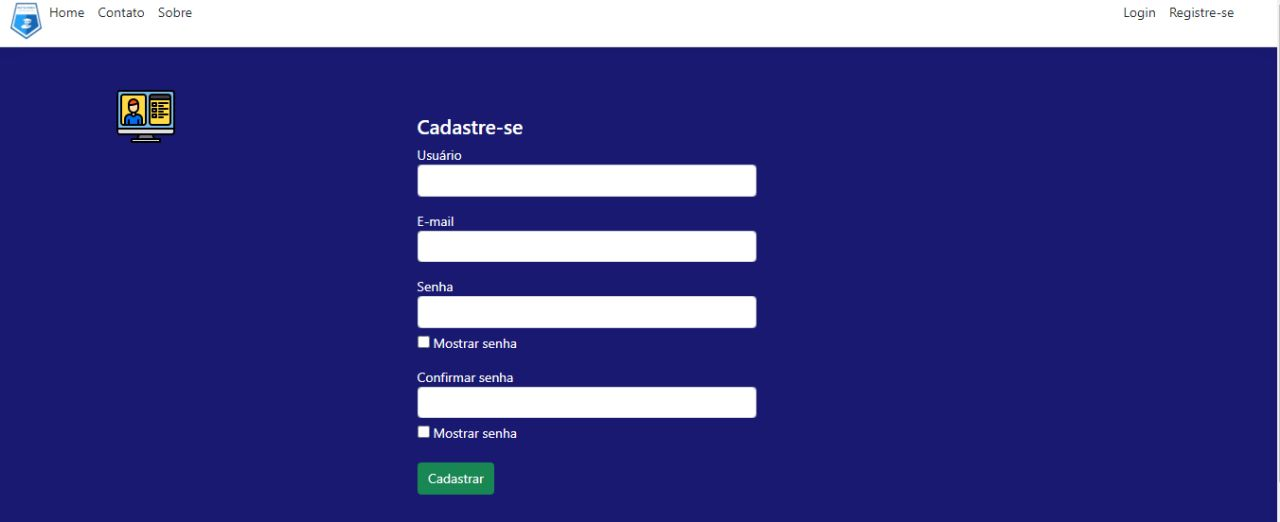 Home Contato Sobre Login Registre-se
Cadastre-se
Usuário
E-mail
Senha
Mostrar senha
Confirmar senha
Mostrar senha
Cadastrar